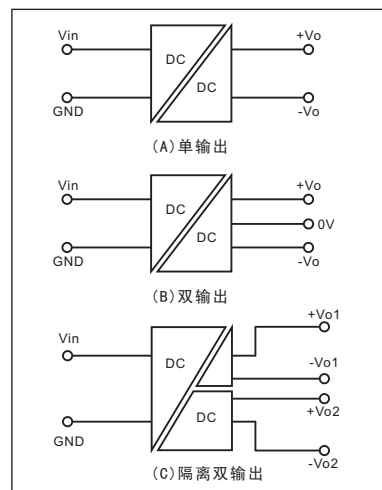 Vin
+Vo
DC
DC
GND
-Vo
(A)单输出
Vin
+Vo
DC
0V
DC
GND
-Vo
(B)双输出
+Vo1
Vin
DC
-Vo1
+Vo2
DC
GND
-Vo2
(C)隔离双输出